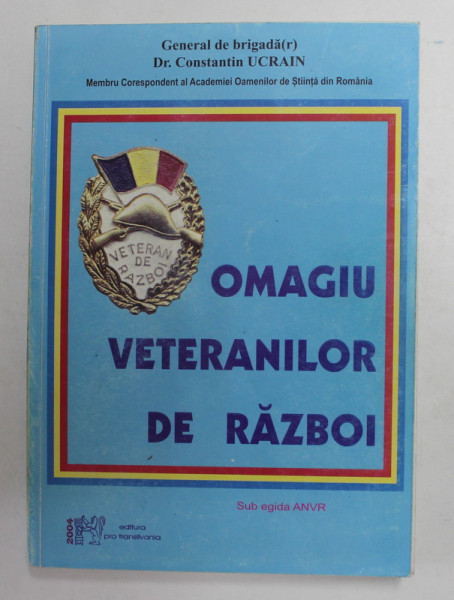 General de brigadă(r)
Dr. Constantin UCRAIN
Membru Corespondent al Academiei Oamenilor de Știință din România
VETERAN
DE
RAZBOI
OMAGIU
VETERANILOR
DE RĂZBOI
Sub egida ANVR
2004
editura
pro transilvania